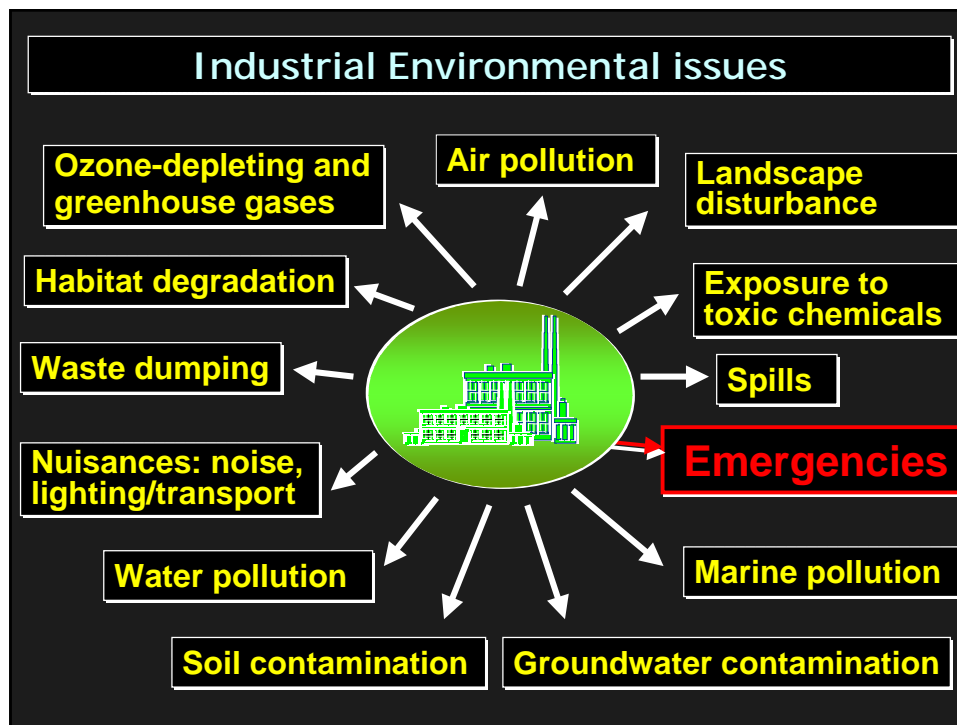 Industrial Environmental issues
Ozone-depleting and
greenhouse gases
Air pollution
Landscape
disturbance
Habitat degradation
Exposure to
toxic chemicals
Waste dumping
Spills
Nuisances: noise,
lighting/transport
Emergencies
Water pollution
Marine pollution
Soil contamination
Groundwater contamination